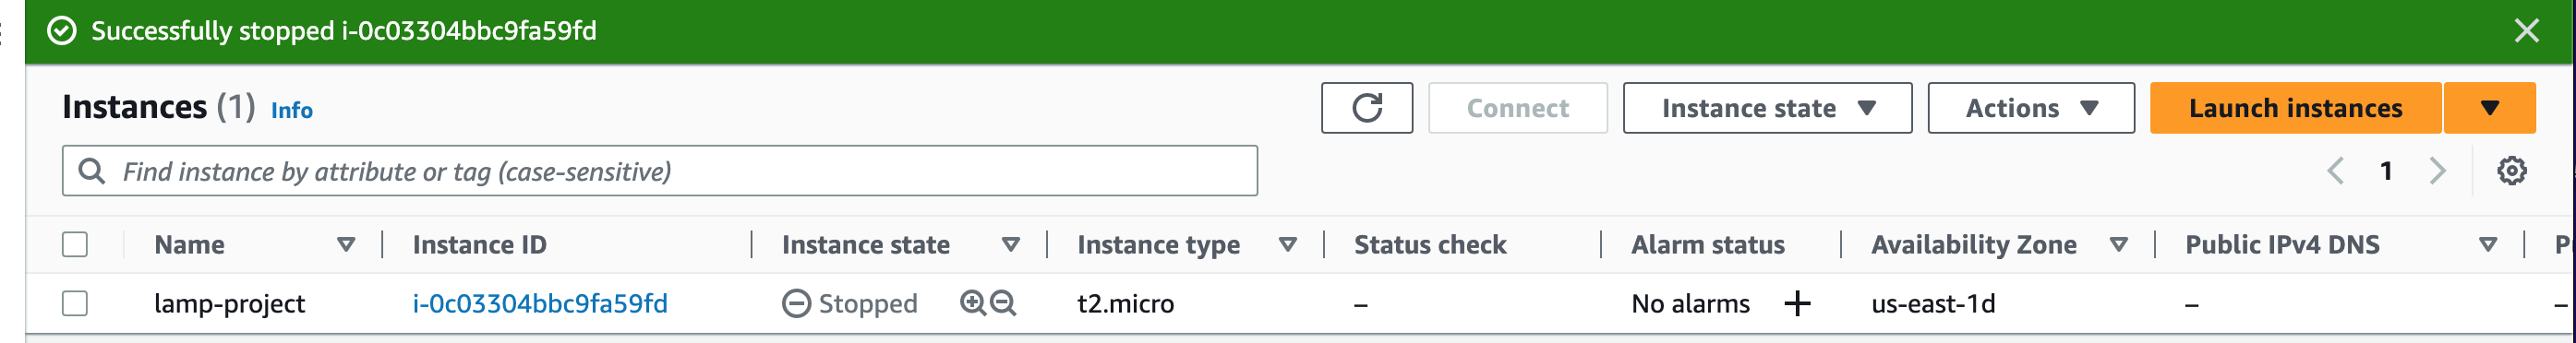 Successfully stopped i-0c03304bbc9fa59fd
Instances (1) Info
Connect
Instance state
Actions
Launch instances
Find instance by attribute or tag (case-sensitive)
1
Name Instance ID Instance state Instance type Status check Alarm status Availability Zone Public IPv4 DNS
lamp-project i-0c03304bbc9fa59fd Stopped t2.micro – No alarms + us-east-1d – –